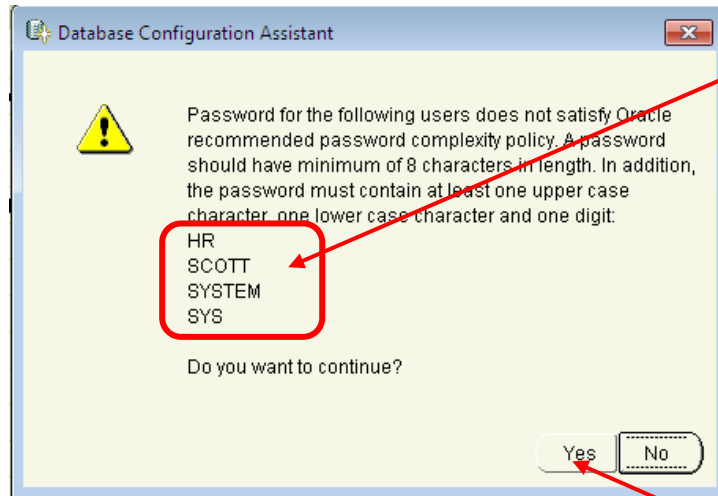 Database Configuration Assistant
Password for the following users does not satisfy Oracle
recommended password complexity policy. A password
should have minimum of 8 characters in length. In addition,
the password must contain at least one upper case
character, one lower case character and one digit:
HR
SCOTT
SYSTEM
SYS
Do you want to continue?
Yes No